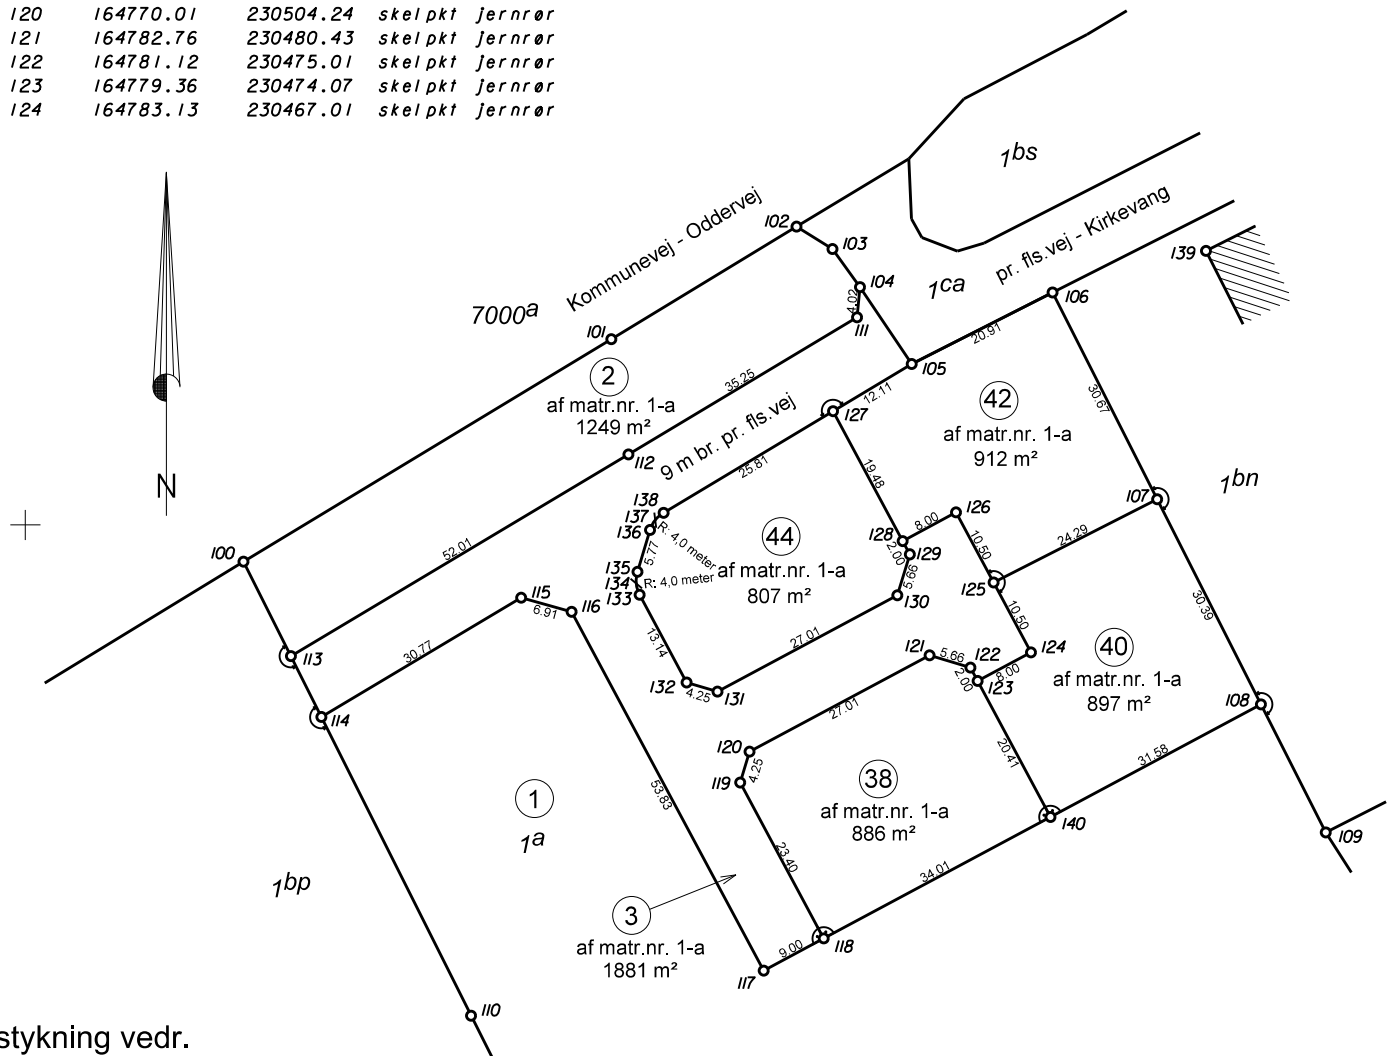 120 164770.01 230504.24 skelpkt jernrør
121 164782.76 230480.43 skelpkt jernrør
122 164781.12 230475.01 skelpkt jernrør
123 164779.36 230474.07 skelpkt jernrør
124 164783.13 230467.01 skelpkt jernrør
1bs
102
Kommunevej - Oddervej
103
pr. fls.vej - Kirkevang
139
104
1ca
106
7000a
4.02
111
101
20.91
105
2
af matr.nr. 1-a
1249 m²
35.25
12.11
127
42
af matr.nr. 1-a
912 m²
30.67
9 m br. pr. fls.vej
112
25.81
19.48
1bn
N
107
138
137
136
R: 4,0 meter
44
af matr.nr. 1-a
807 m²
128
8.00
126
2.00
129
10.50
24.29
100
52.01
5.77
135
134
133
R: 4,0 meter
5.66
130
125
115
6.91
116
10.50
30.39
113
30.77
13.14
27.01
121
5.66
122
124
2.00
8.00
123
40
af matr.nr. 1-a
897 m²
132
4.25
131
108
114
27.01
120
4.25
119
20.41
31.58
38
af matr.nr. 1-a
886 m²
53.83
1
1a
140
109
23.40
34.01
1bp
3
af matr.nr. 1-a
1881 m²
9.00
118
117
110
stykning vedr.